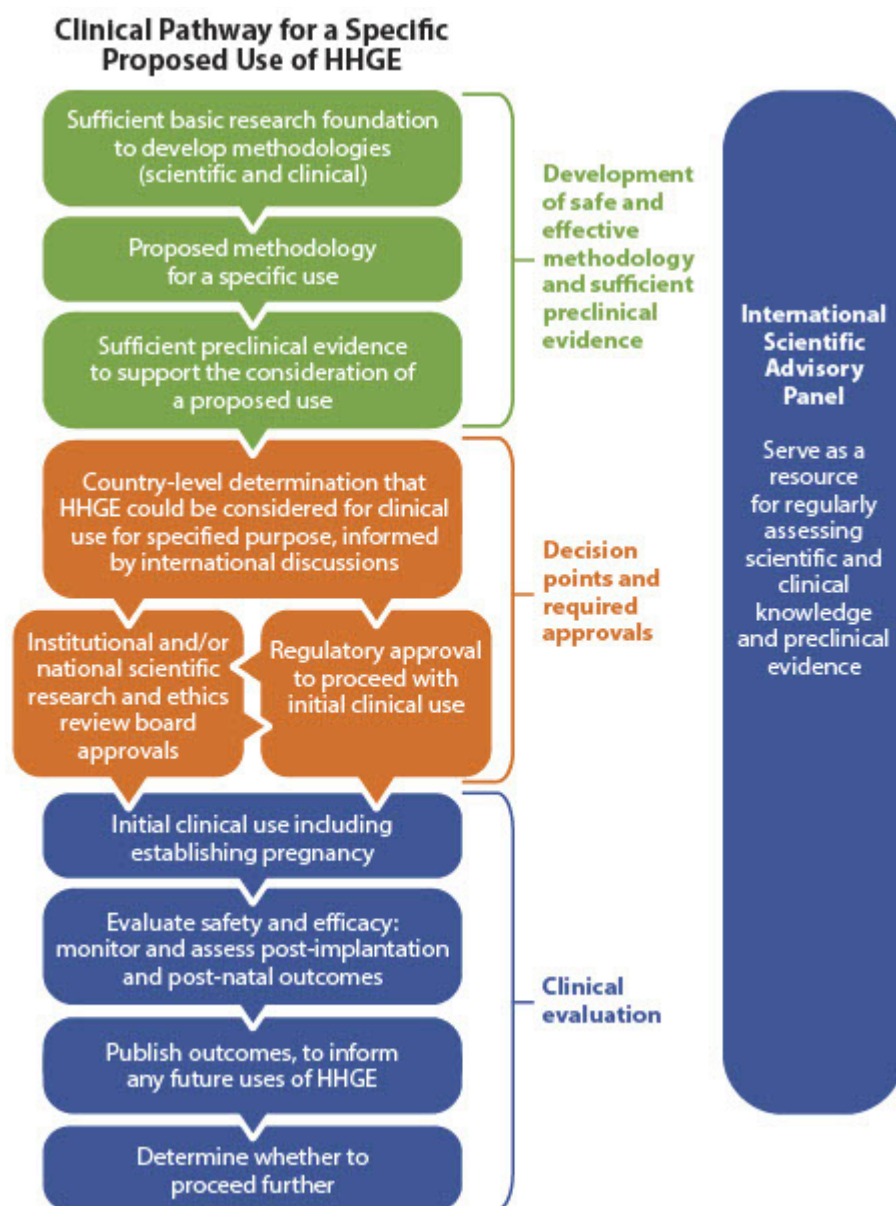 Clinical Pathway for a Specific
Proposed Use of HHGE
Sufficient basic research foundation
to develop methodologies
(scientific and clinical)
Proposed methodology
for a specific use
Sufficient preclinical evidence
to support the consideration of
a proposed use
Development
of safe and
effective
methodology
and sufficient
preclinical
evidence
Country-level determination that
HHGE could be considered for clinical
use for specified purpose, informed
by international discussions
Institutional and/or
national scientific
research and ethics
review board
approvals
Regulatory approval
to proceed with
initial clinical use
Decision
points and
required
approvals
Initial clinical use including
establishing pregnancy
Evaluate safety and efficacy:
monitor and assess post-implantation
and post-natal outcomes
Publish outcomes, to inform
any future uses of HHGE
Determine whether to
proceed further
Clinical
evaluation
International
Scientific
Advisory
Panel
Serve as a
resource
for regularly
assessing
scientific and
clinical
knowledge
and preclinical
evidence